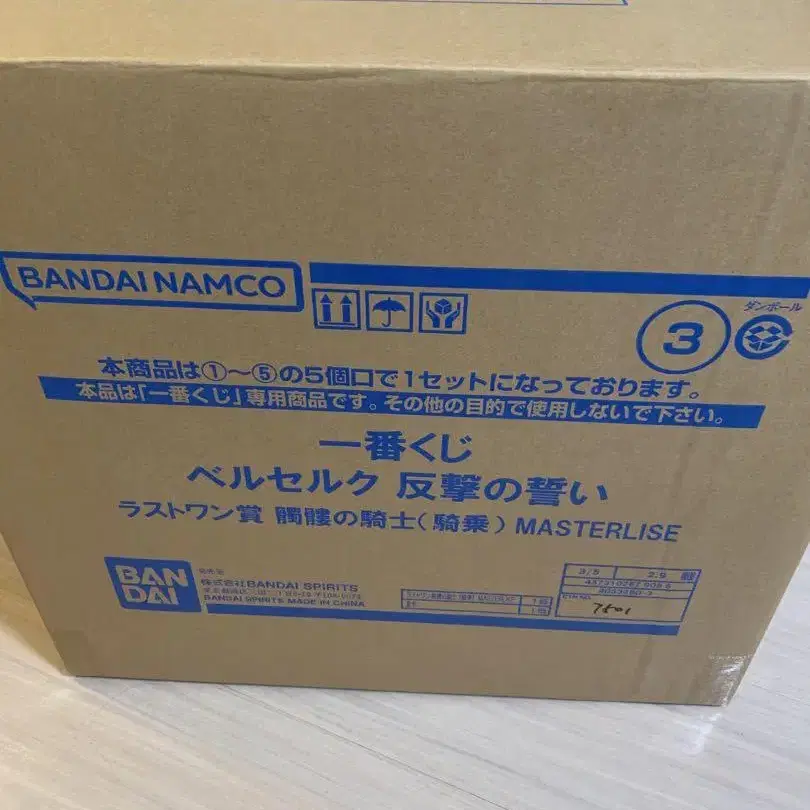 BANDAI NAMCO
3
ダンボール
本商品は①～⑤の5個口で1セットになっております。
本品は「一番くじ」専用商品です。その他の目的で使用しないで下さい。
一番くじ
ベルセルク 反撃の誓い
ラストワン賞 髑髏の騎士（騎乗）MASTERLISE
BAN
DAI
株式会社BANDAI SPIRITS
BANDAI SPIRITS MADE IN CHINA
3/5
2.9